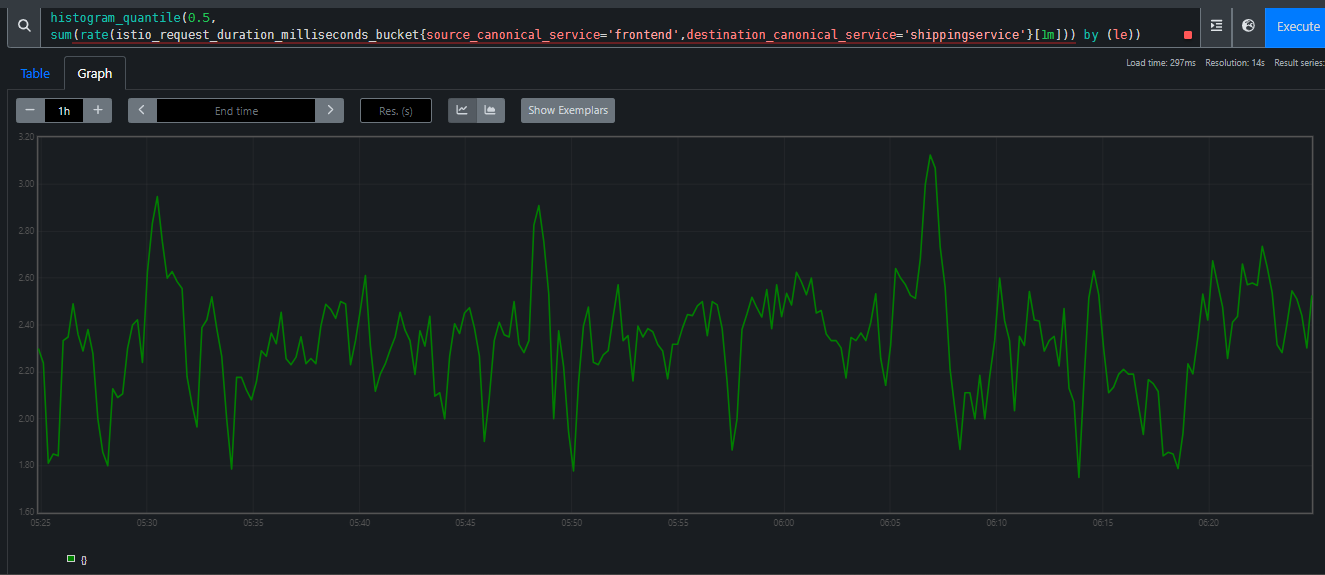 histogram_quantile(0.5,
sum(rate(istio_request_duration_milliseconds_bucket{source_canonical_service='frontend',destination_canonical_service='shippingservice'}[1m])) by (le))
Execute
Load time: 297ms Resolution: 14s Result series:
Table Graph
1h End time Res. (s) Show Exemplars
3.20
3.00
2.80
2.60
2.40
2.20
2.00
1.80
1.60
05:25 05:30 05:35 05:40 05:45 05:50 05:55 06:00 06:05 06:10 06:15 06:20
{}